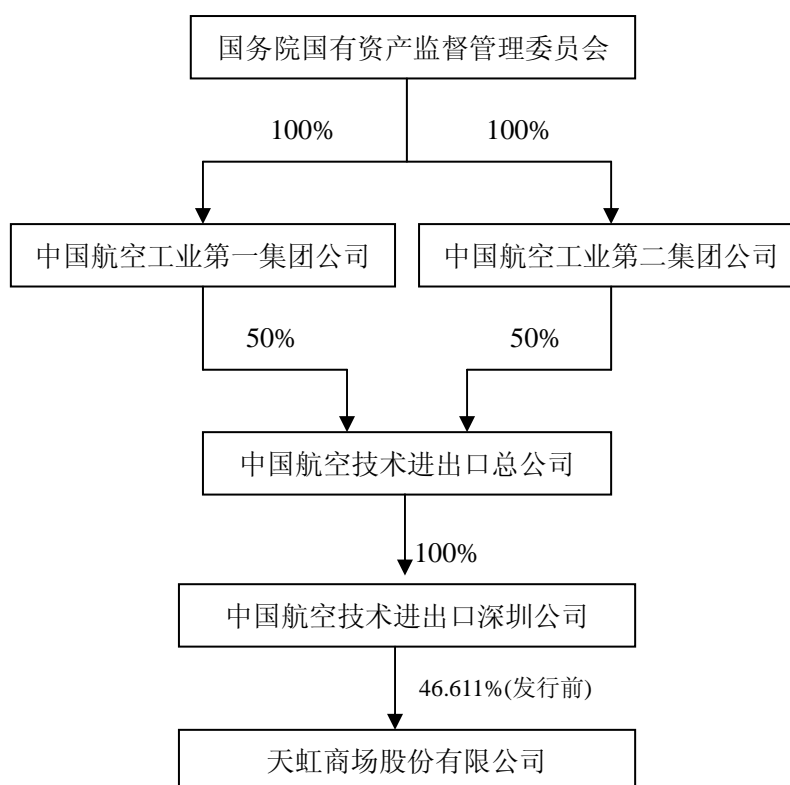 国务院国有资产监督管理委员会
100%
100%
中国航空工业第一集团公司
中国航空工业第二集团公司
50%
50%
中国航空技术进出口总公司
100%
中国航空技术进出口深圳公司
46.611%(发行前)
天虹商场股份有限公司